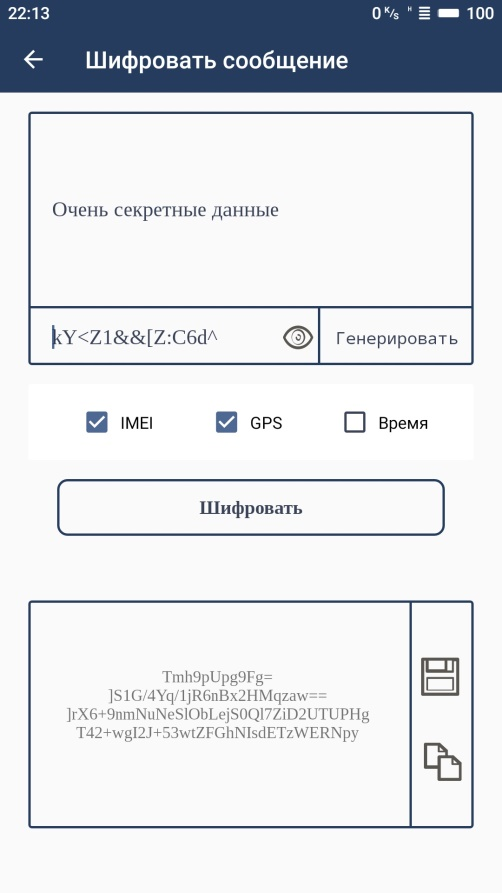 22:13
0 K/s H 100
Шифровать сообщение
Очень секретные данные
kY<Z1&&[Z:C6d^
Генерировать
IMEI
GPS
Время
Шифровать
Tmh9pUpg9Fg=
]S1G/4Yq/1jR6nBx2HMqzaw==
]rX6+9nmNuNeSlObLejS0Ql7ZiD2UTUPHg
T42+wgI2J+53wtZFGhNIsdETzWERNpy